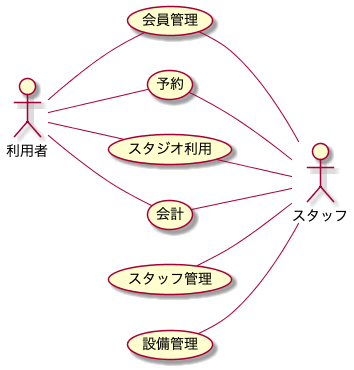 会員管理
予約
利用者
スタジオ利用
会計
スタッフ
スタッフ管理
設備管理